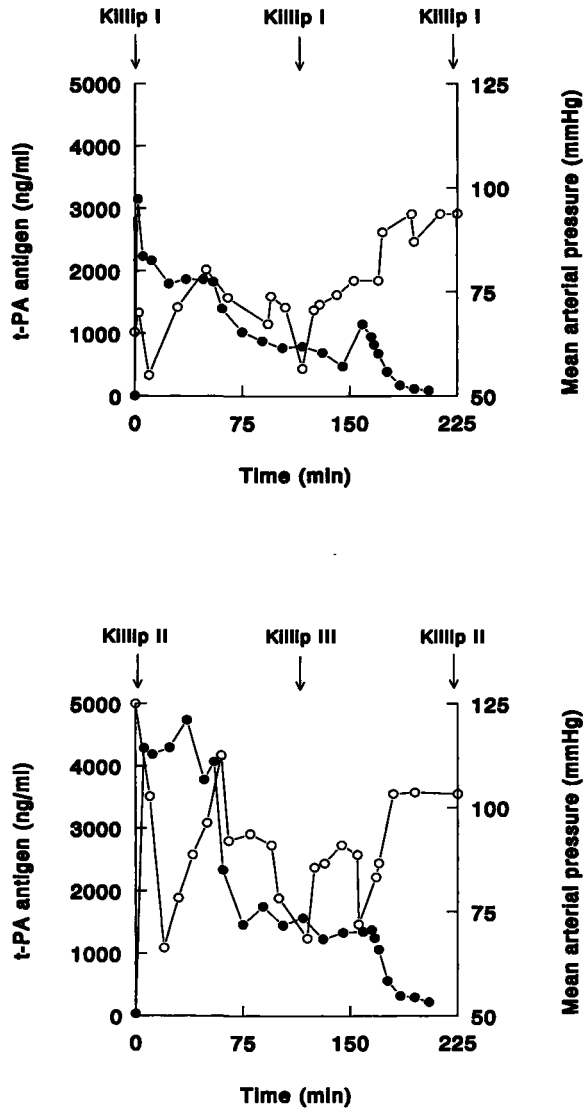 Killip I Killip I Killip I
5000 125
4000
100
3000
2000 75
1000
0 50
0 75 150 225
t-PA antigen (ng/ml)
Mean arterial pressure (mmHg)
Time (min)
Killip II Killip III Killip II
5000 125
4000
100
3000
2000 75
1000
0 50
0 75 150 225
t-PA antigen (ng/ml)
Mean arterial pressure (mmHg)
Time (min)